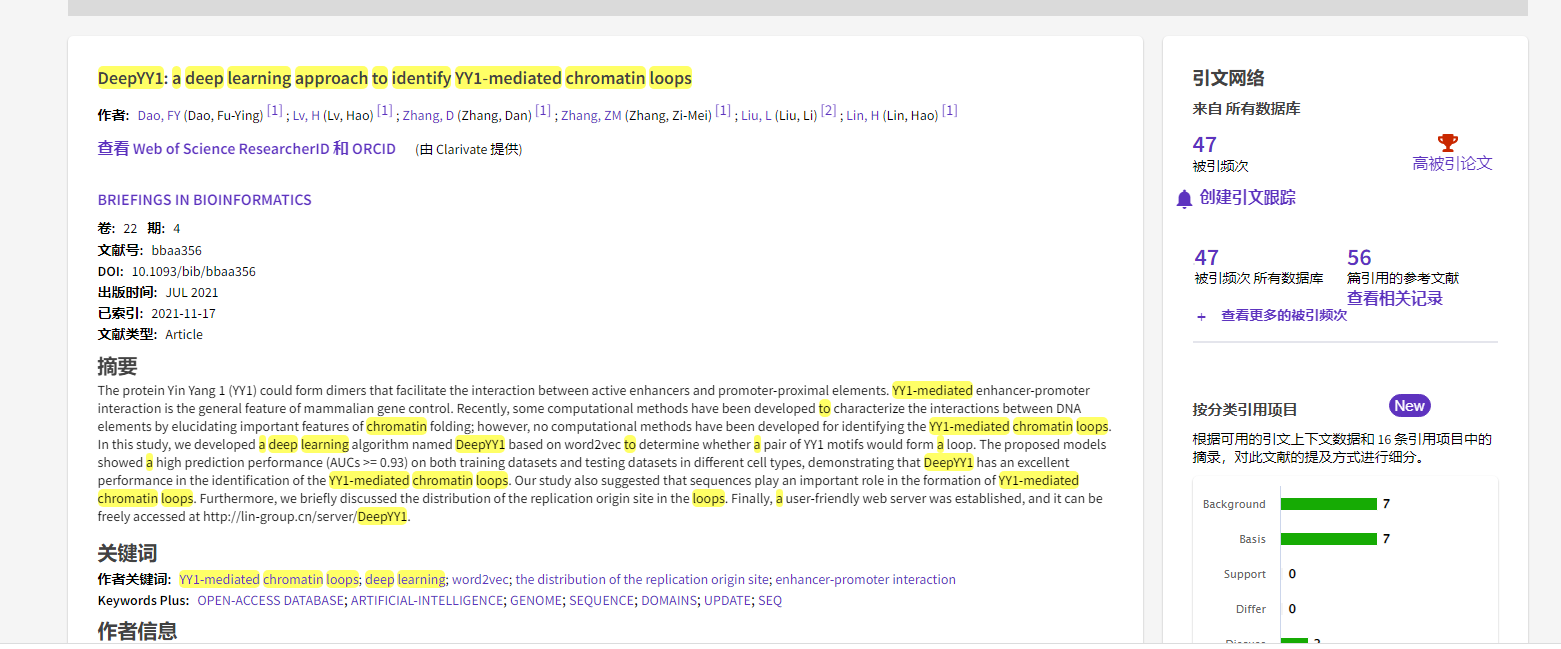 DeepYY1: a deep learning approach to identify YY1-mediated chromatin loops
作者: Dao, FY (Dao, Fu-Ying) [1] ; Lv, H (Lv, Hao) [1] ; Zhang, D (Zhang, Dan) [1] ; Zhang, ZM (Zhang, Zi-Mei) [1] ; Liu, L (Liu, Li) [2] ; Lin, H (Lin, Hao) [1]
查看 Web of Science ResearcherID 和 ORCID (由 Clarivate 提供)
BRIEFINGS IN BIOINFORMATICS
卷: 22 期: 4
文献号: bbaa356
DOI: 10.1093/bib/bbaa356
出版时间: JUL 2021
已索引: 2021-11-17
文献类型: Article
摘要
The protein Yin Yang 1 (YY1) could form dimers that facilitate the interaction between active enhancers and promoter-proximal elements. YY1-mediated enhancer-promoter
interaction is the general feature of mammalian gene control. Recently, some computational methods have been developed to characterize the interactions between DNA
elements by elucidating important features of chromatin folding; however, no computational methods have been developed for identifying the YY1-mediated chromatin loops.
In this study, we developed a deep learning algorithm named DeepYY1 based on word2vec to determine whether a pair of YY1 motifs would form a loop. The proposed models
showed a high prediction performance (AUCs >= 0.93) on both training datasets and testing datasets in different cell types, demonstrating that DeepYY1 has an excellent
performance in the identification of the YY1-mediated chromatin loops. Our study also suggested that sequences play an important role in the formation of YY1-mediated
chromatin loops. Furthermore, we briefly discussed the distribution of the replication origin site in the loops. Finally, a user-friendly web server was established, and it can be
freely accessed at http://lin-group.cn/server/DeepYY1.
关键词
作者关键词: YY1-mediated chromatin loops; deep learning; word2vec; the distribution of the replication origin site; enhancer-promoter interaction
Keywords Plus: OPEN-ACCESS DATABASE; ARTIFICIAL-INTELLIGENCE; GENOME; SEQUENCE; DOMAINS; UPDATE; SEQ
作者信息
引文网络
来自 所有数据库
47
被引频次
高被引论文
创建引文跟踪
47
被引频次 所有数据库
56
篇引用的参考文献
查看相关记录
+ 查看更多的被引频次
按分类引用项目 New
根据可用的引文上下文数据和 16 条引用项目中的
摘录，对此文献的提及方式进行细分。
Background 7
Basis 7
Support 0
Differ 0